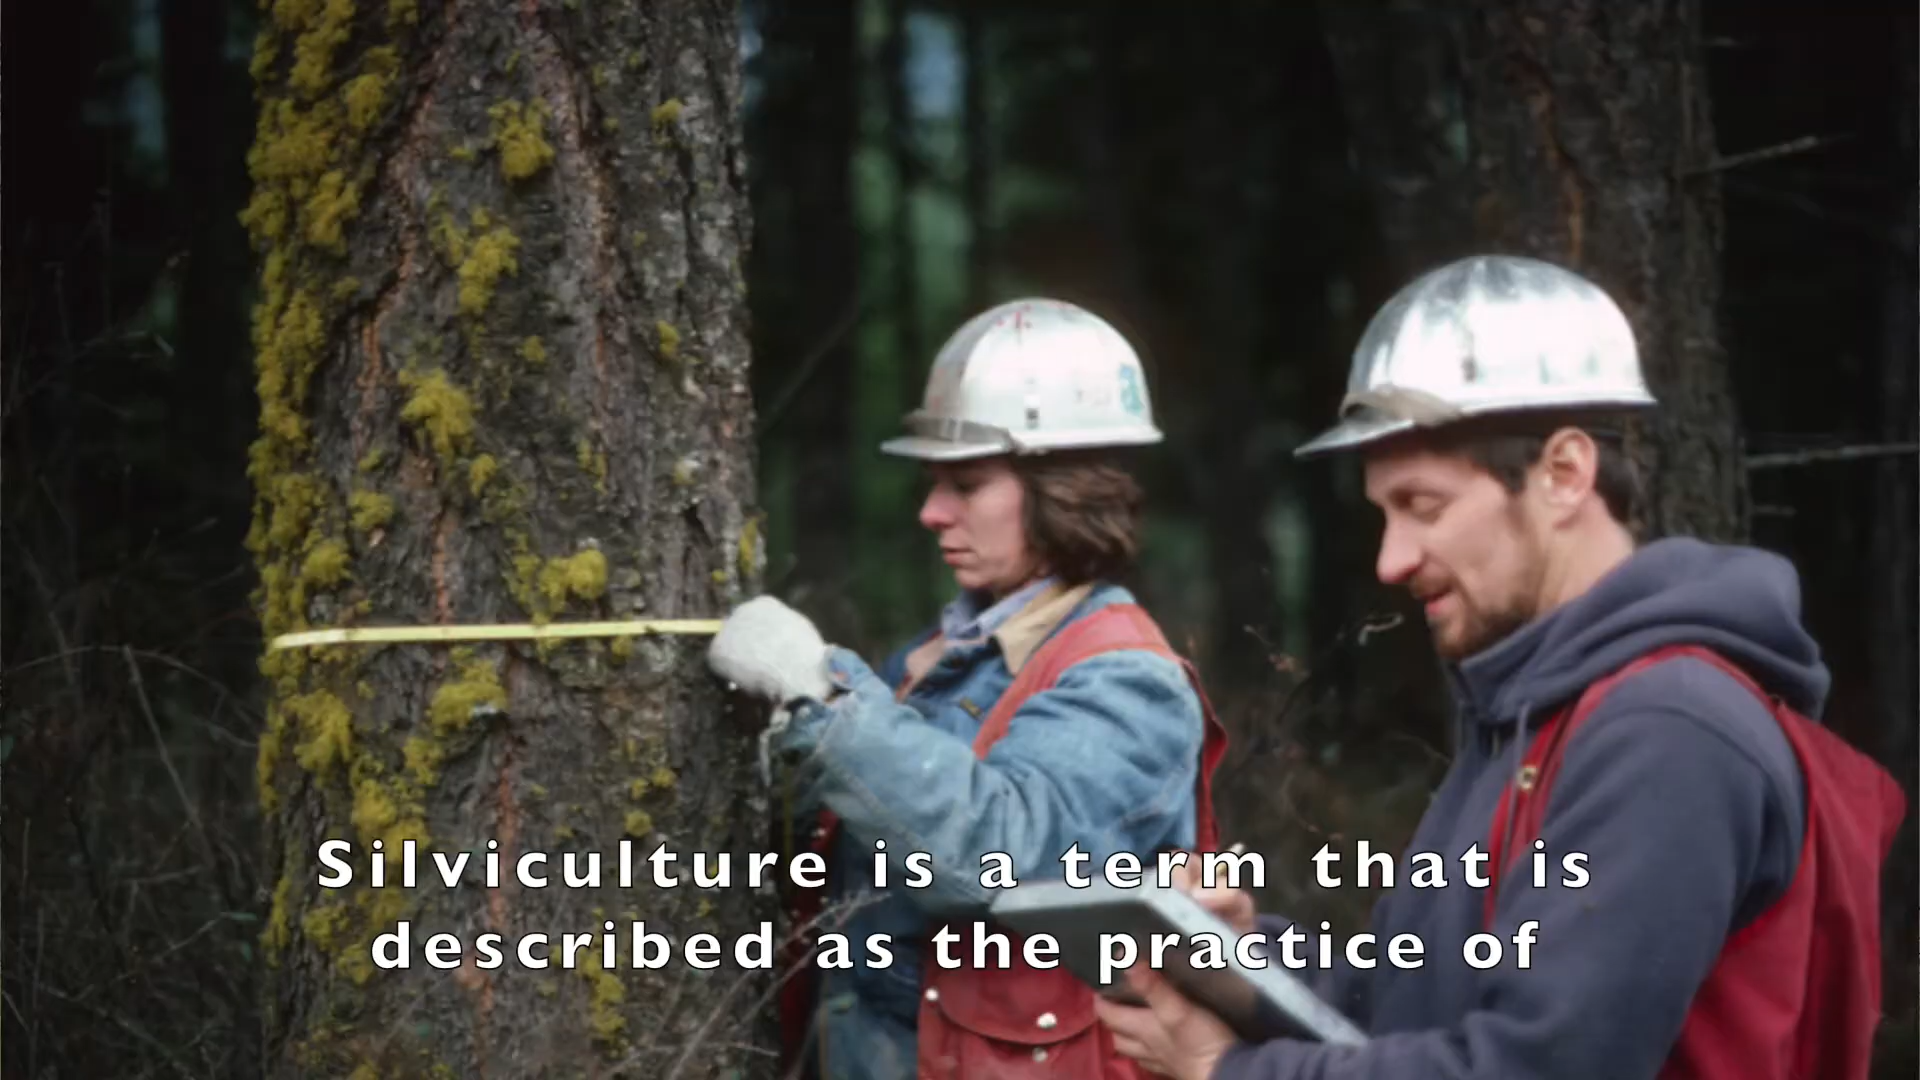 Silviculture is a term that is
described as the practice of